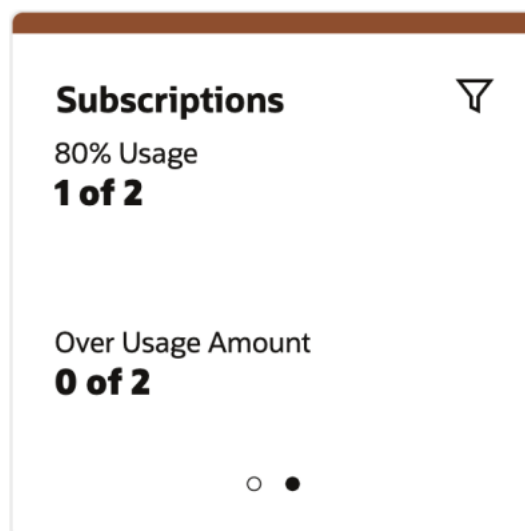 Subscriptions
80% Usage
1 of 2
Over Usage Amount
0 of 2